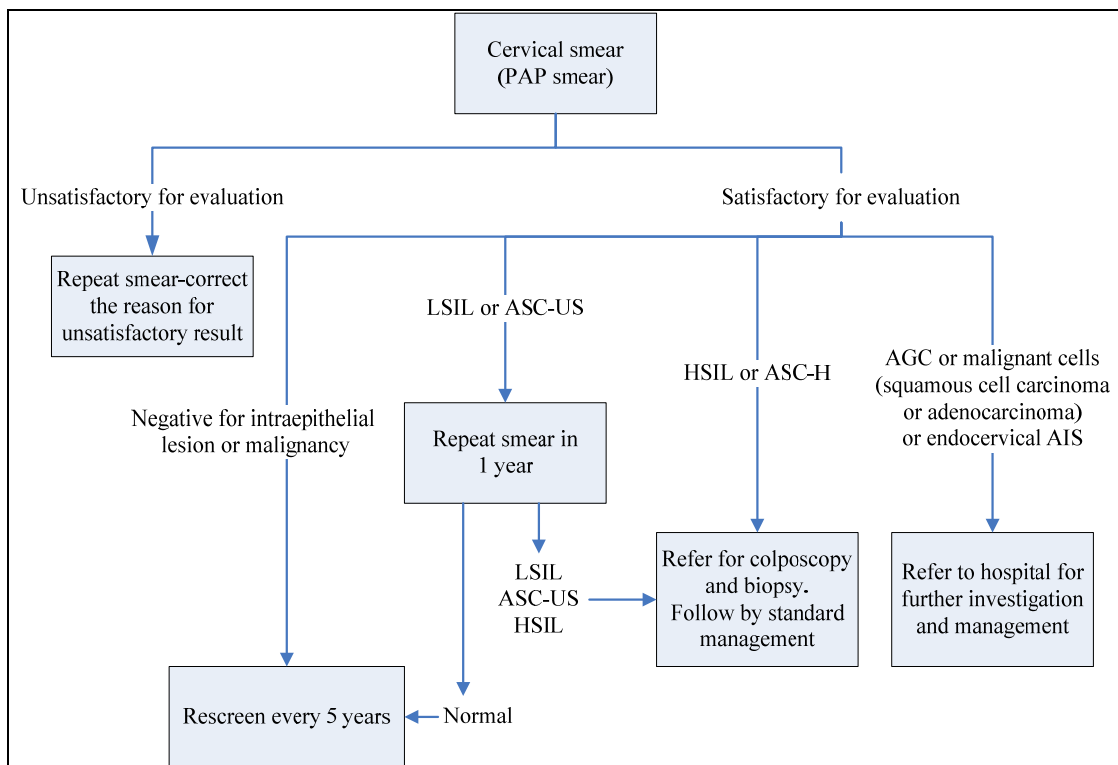 Cervical smear
(PAP smear)
Unsatisfactory for evaluation
Satisfactory for evaluation
Repeat smear-correct
the reason for
unsatisfactory result
LSIL or ASC-US
HSIL or ASC-H
AGC or malignant cells
(squamous cell carcinoma
or adenocarcinoma)
or endocervical AIS
Negative for intraepithelial
lesion or malignancy
Repeat smear in
1 year
LSIL
ASC-US
HSIL
Refer for colposcopy
and biopsy.
Follow by standard
management
Refer to hospital for
further investigation
and management
Rescreen every 5 years
Normal